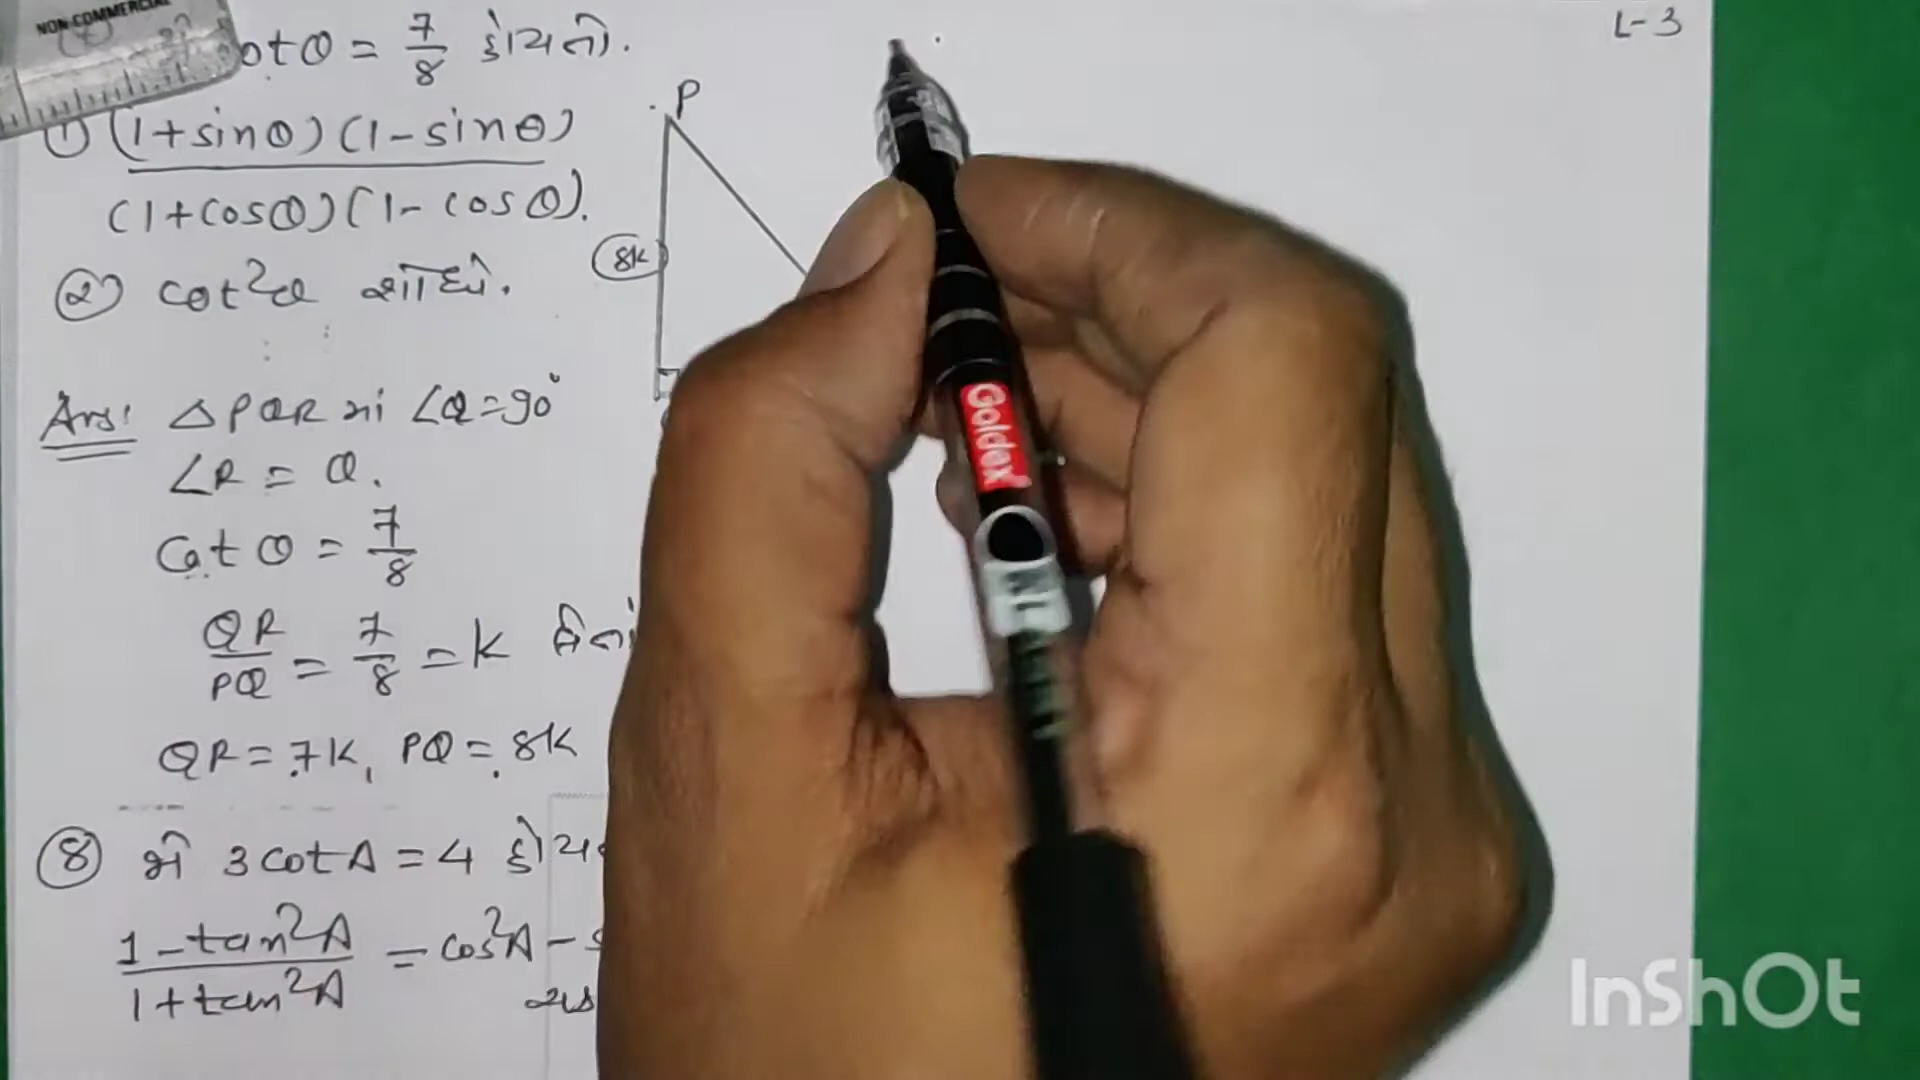 L-3
cotθ = 7/8 હોય તો.
① (1+sinθ)(1-sinθ)
(1+cosθ)(1-cosθ).
② cot²θ શોધો.
P
8K
Ans: △PQR માં ∠Q=90°
∠R = θ.
Cot θ = 7/8
QR/PQ = 7/8 = K
QR = 7K, PQ = 8K
⑧ જો 3cotA = 4 હોય
1-tan²A / 1+tan²A = cos²A -
Goldex
NON-COMMERCIAL
InShOt